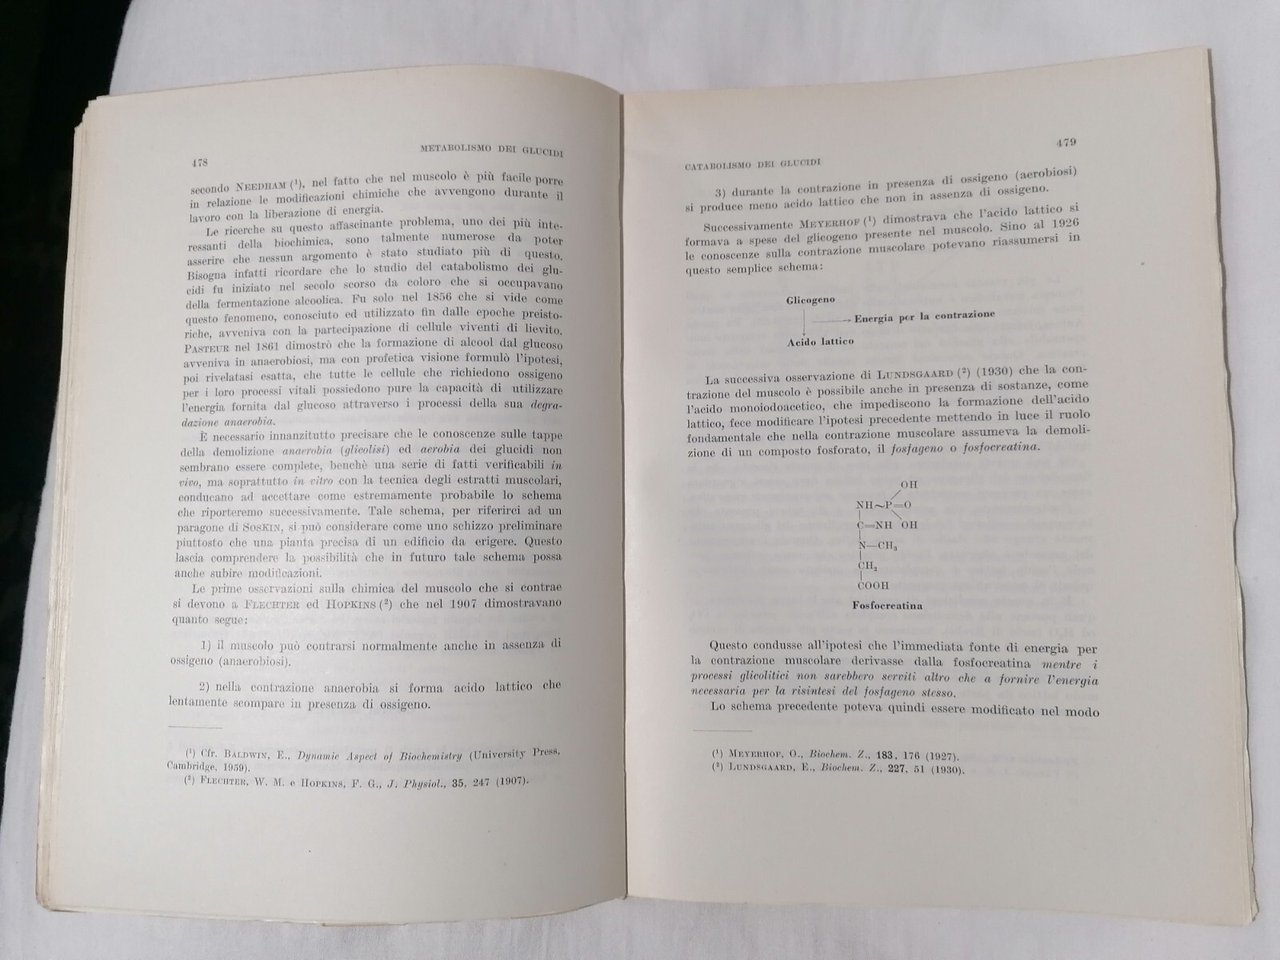 478
METABOLISMO DEI GLUCIDI
secondo NEEDHAM (¹), nel fatto che nel muscolo è più facile porre
in relazione le modificazioni chimiche che avvengono durante il
lavoro con la liberazione di energia.
Le ricerche su questo affascinante problema, uno dei più inte-
ressanti della biochimica, sono talmente numerose da poter
asserire che nessun argomento è stato studiato più di questo.
Bisogna infatti ricordare che lo studio del catabolismo dei glu-
cidi fu iniziato nel secolo scorso da coloro che si occupavano
della fermentazione alcoolica. Fu solo nel 1856 che si vide come
questo fenomeno, conosciuto ed utilizzato fin dalle epoche preisto-
riche, avveniva con la partecipazione di cellule viventi di lievito.
PASTEUR nel 1861 dimostrò che la formazione di alcool dal glucoso
avveniva in anaerobiosi, ma con profetica visione formulò l'ipotesi,
poi rivelatasi esatta, che tutte le cellule che richiedono ossigeno
per i loro processi vitali possiedono pure la capacità di utilizzare
l'energia fornita dal glucoso attraverso i processi della sua degra-
dazione anaerobia.
È necessario innanzitutto precisare che le conoscenze sulle tappe
della demolizione anaerobia (glicolisi) ed aerobia dei glucidi non
sembrano essere complete, benchè una serie di fatti verificabili in
vivo, ma soprattutto in vitro con la tecnica degli estratti muscolari,
conducano ad accettare come estremamente probabile lo schema
che riporteremo successivamente. Tale schema, per riferirci ad un
paragone di SOSKIN, si può considerare come uno schizzo preliminare
piuttosto che una pianta precisa di un edificio da erigere. Questo
lascia comprendere la possibilità che in futuro tale schema possa
anche subire modificazioni.
Le prime osservazioni sulla chimica del muscolo che si contrae
si devono a FLECHTER ed HOPKINS (²) che nel 1907 dimostravano
quanto segue:
1) il muscolo può contrarsi normalmente anche in assenza di
ossigeno (anaerobiosi).
2) nella contrazione anaerobia si forma acido lattico che
lentamente scompare in presenza di ossigeno.
(¹) Cfr. BALDWIN, E., Dynamic Aspect of Biochemistry (University Press,
Cambridge, 1959).
(²) FLECHTER, W. M. e HOPKINS, F. G., J. Physiol., 35, 247 (1907).
CATABOLISMO DEI GLUCIDI
479
3) durante la contrazione in presenza di ossigeno (aerobiosi)
si produce meno acido lattico che non in assenza di ossigeno.
Successivamente MEYERHOF (¹) dimostrava che l'acido lattico si
formava a spese del glicogeno presente nel muscolo. Sino al 1926
le conoscenze sulla contrazione muscolare potevano riassumersi in
questo semplice schema:
Glicogeno
Energia per la contrazione
Acido lattico
La successiva osservazione di LUNDSGAARD (²) (1930) che la con-
trazione del muscolo è possibile anche in presenza di sostanze, come
l'acido monoiodoacetico, che impediscono la formazione dell'acido
lattico, fece modificare l'ipotesi precedente mettendo in luce il ruolo
fondamentale che nella contrazione muscolare assumeva la demoli-
zione di un composto fosforato, il fosfageno o fosfocreatina.
OH
NH~P=O
C=NH OH
N—CH₃
CH₂
COOH
Fosfocreatina
Questo condusse all'ipotesi che l'immediata fonte di energia per
la contrazione muscolare derivasse dalla fosfocreatina mentre i
processi glicolitici non sarebbero serviti altro che a fornire l'energia
necessaria per la risintesi del fosfageno stesso.
Lo schema precedente poteva quindi essere modificato nel modo
(¹) MEYERHOF, O., Biochem. Z., 183, 176 (1927).
(²) LUNDSGAARD, E., Biochem. Z., 227, 51 (1930).